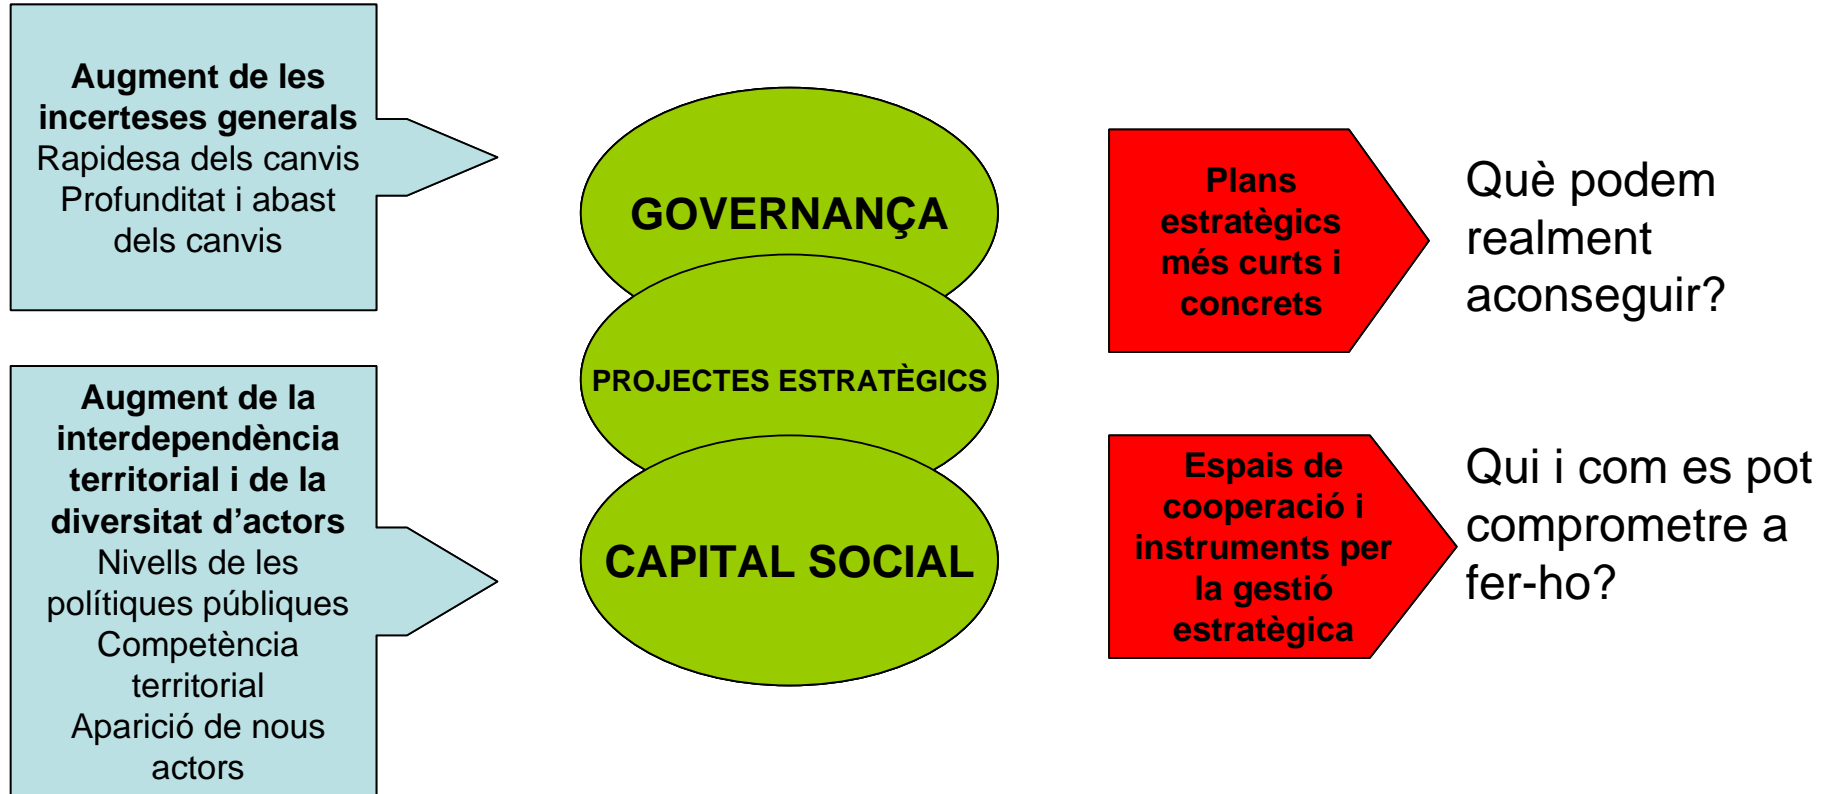 Augment de les
incerteses generals
Rapidesa dels canvis
Profunditat i abast
dels canvis
Augment de la
interdependència
territorial i de la
diversitat d’actors
Nivells de les
polítiques públiques
Competència
territorial
Aparició de nous
actors
GOVERNANÇA
PROJECTES ESTRATÈGICS
CAPITAL SOCIAL
Plans
estratègics
més curts i
concrets
Què podem
realment
aconseguir?
Espais de
cooperació i
instruments per
la gestió
estratègica
Qui i com es pot
comprometre a
fer-ho?